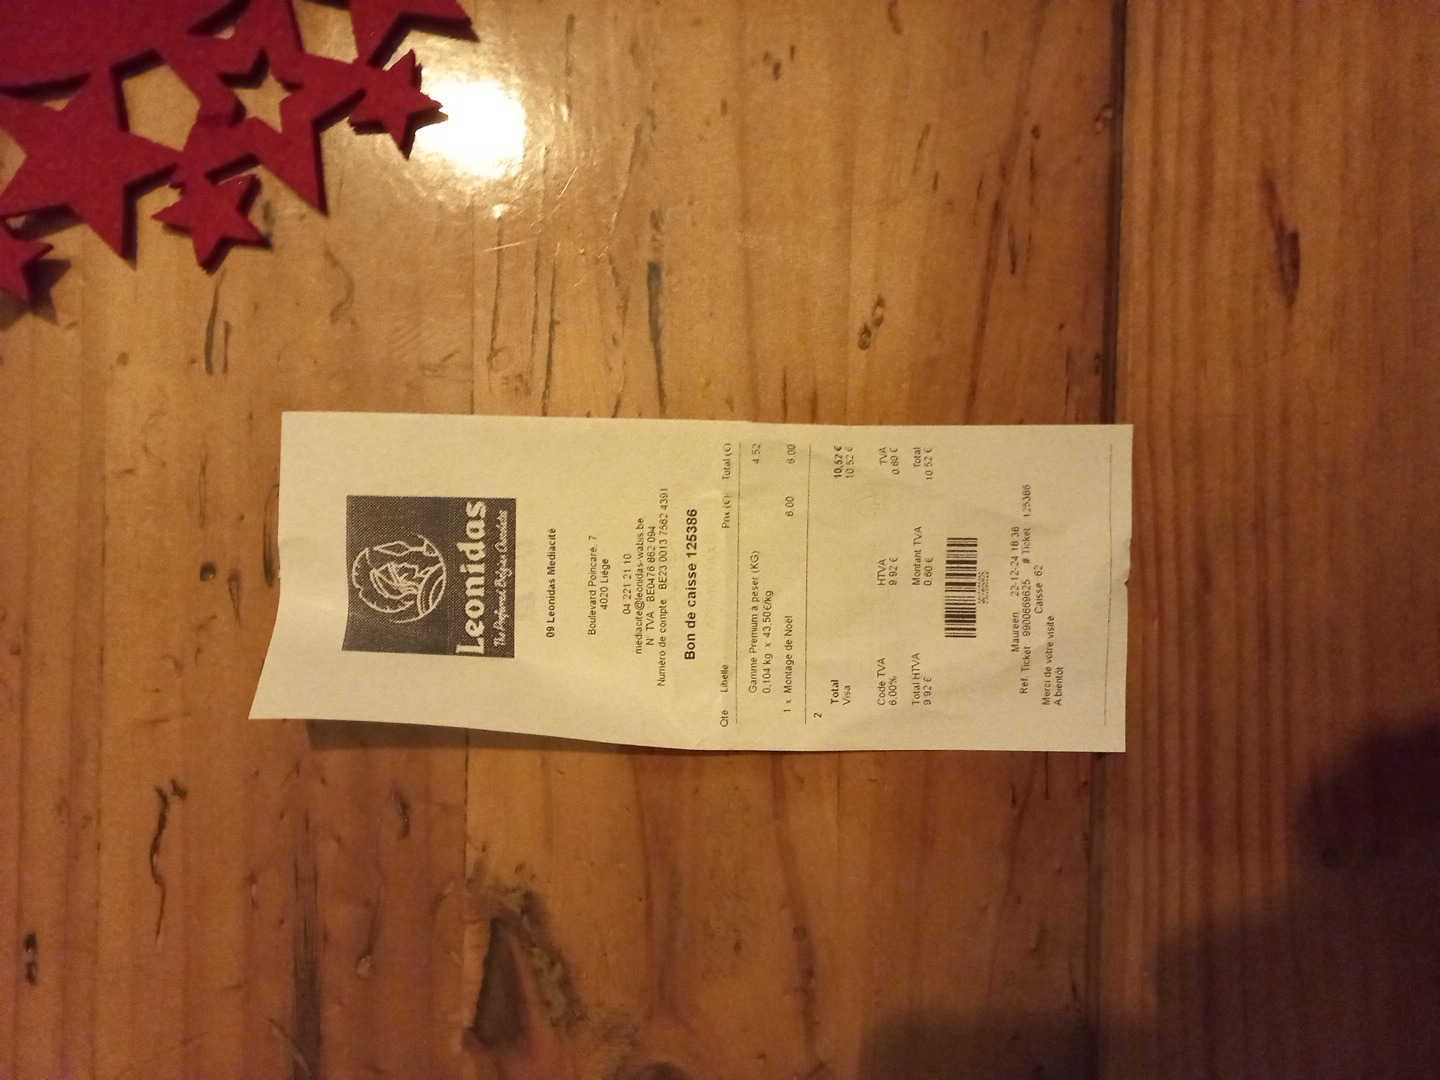 Leonidas
The Preferred Belgian Chocolates
09 Leonidas Mediacité
Boulevard Poincaré, 7
4020 Liège
04 221 21 10
mediacite@leonidas-wabis.be
N° TVA BE0476 862 094
Numéro de compte BE23 0013 7562 4391
Bon de caisse 125386
Qté Libellé Prix (€) Total (€)
Gamme Premium à peser (KG)
0,104 kg x 43,50€/kg 4.52
1 x Montage de Noël 6.00 6.00
2
Total 10,52 €
Visa 10.52 €
Code TVA HTVA TVA
6.00% 9.92 € 0.60 €
Total HTVA Montant TVA Total
9.92 € 0.60 € 10.52 €
Maureen 22-12-24 18:36
Ref. Ticket 9900669625 # Ticket 125386
Caisse 62
Merci de votre visite.
A bientôt